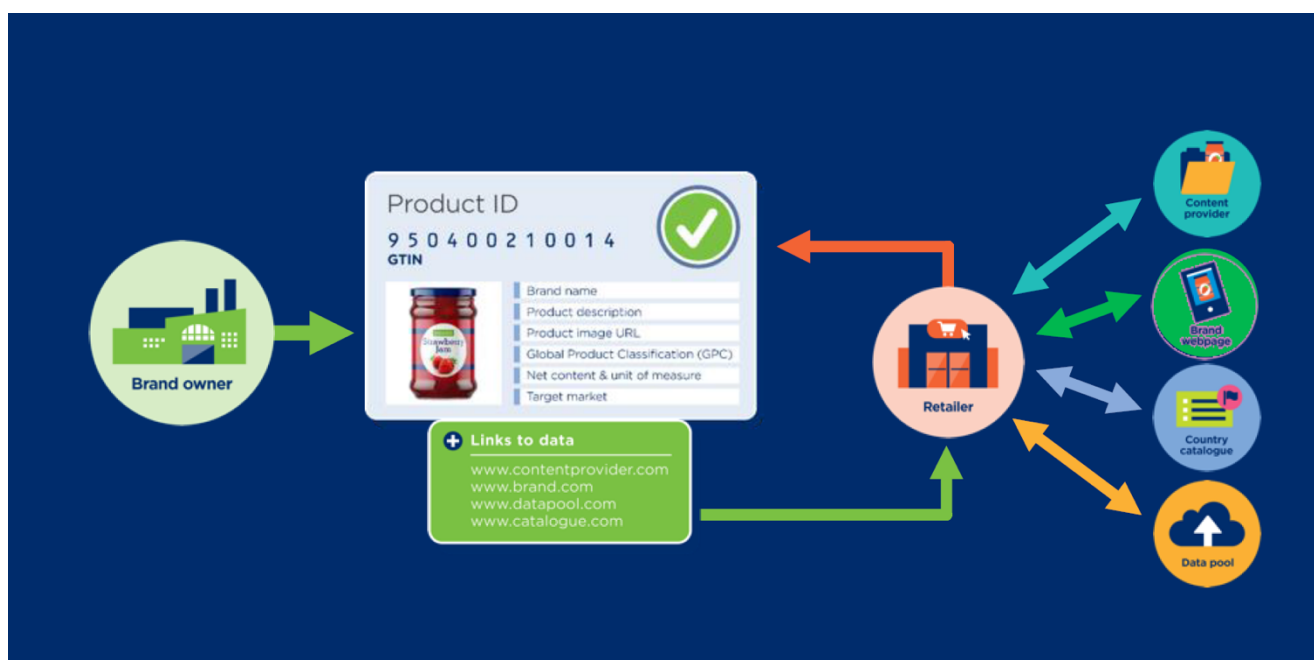 Product ID
950400210014
GTIN
Strawberry
Jam
Brand name
Product description
Product image URL
Global Product Classification (GPC)
Net content & unit of measure
Target market
Links to data
www.contentprovider.com
www.brand.com
www.datapool.com
www.catalogue.com
Brand owner
Retailer
Content
provider
Brand
webpage
Country
catalogue
Data pool